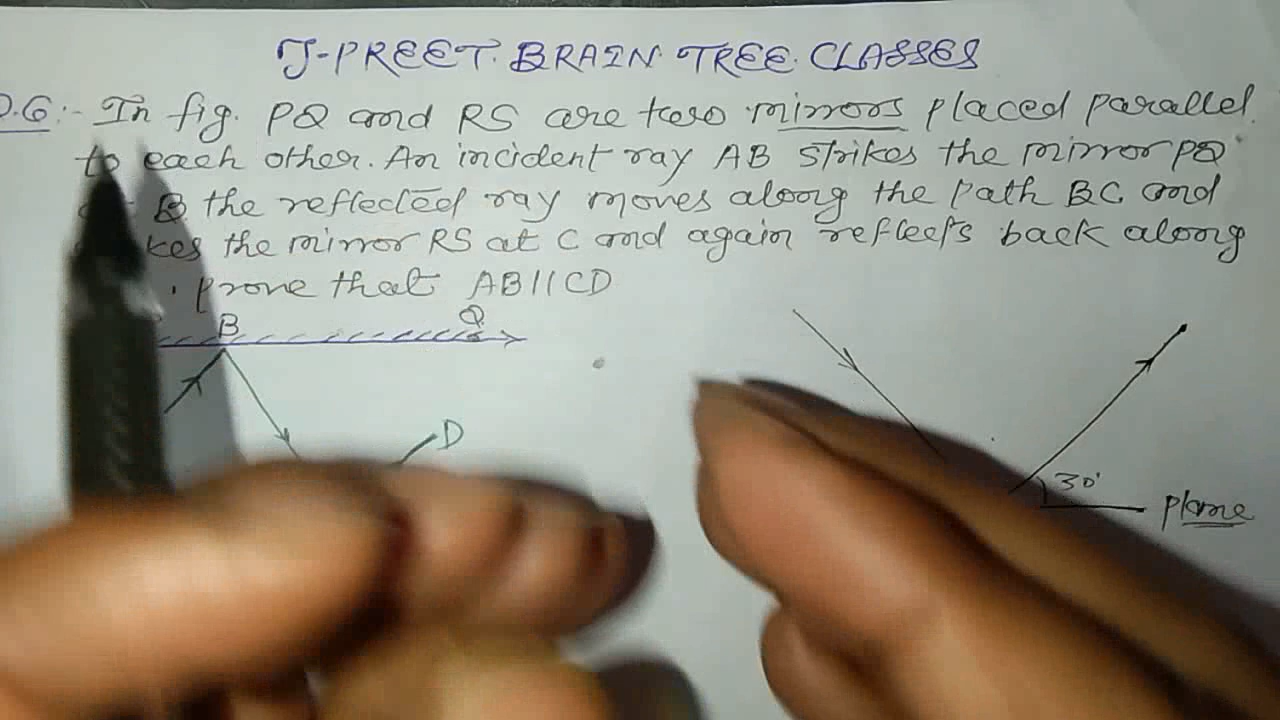 J-PREET. BRAIN TREE. CLASSES
Q.6:- In fig. PQ and RS are two mirrors placed parallel
to each other. An incident ray AB strikes the mirror PQ
B the reflected ray moves along the path BC and
kes the mirror RS at C and again reflects back along
. prove that AB||CD
B
Q
D
30°
plane